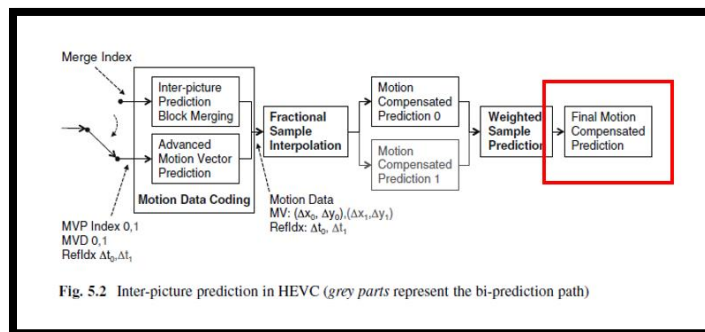 Merge Index
Inter-picture
Prediction
Block Merging
Advanced
Motion Vector
Prediction
Motion Data Coding
MVP Index 0,1
MVD 0,1
RefIdx Δt₀,Δt₁
Fractional
Sample
Interpolation
Motion Data
MV: (Δx₀, Δy₀),(Δx₁,Δy₁)
RefIdx: Δt₀, Δt₁
Motion
Compensated
Prediction 0
Motion
Compensated
Prediction 1
Weighted
Sample
Prediction
Final Motion
Compensated
Prediction
Fig. 5.2 Inter-picture prediction in HEVC (grey parts represent the bi-prediction path)